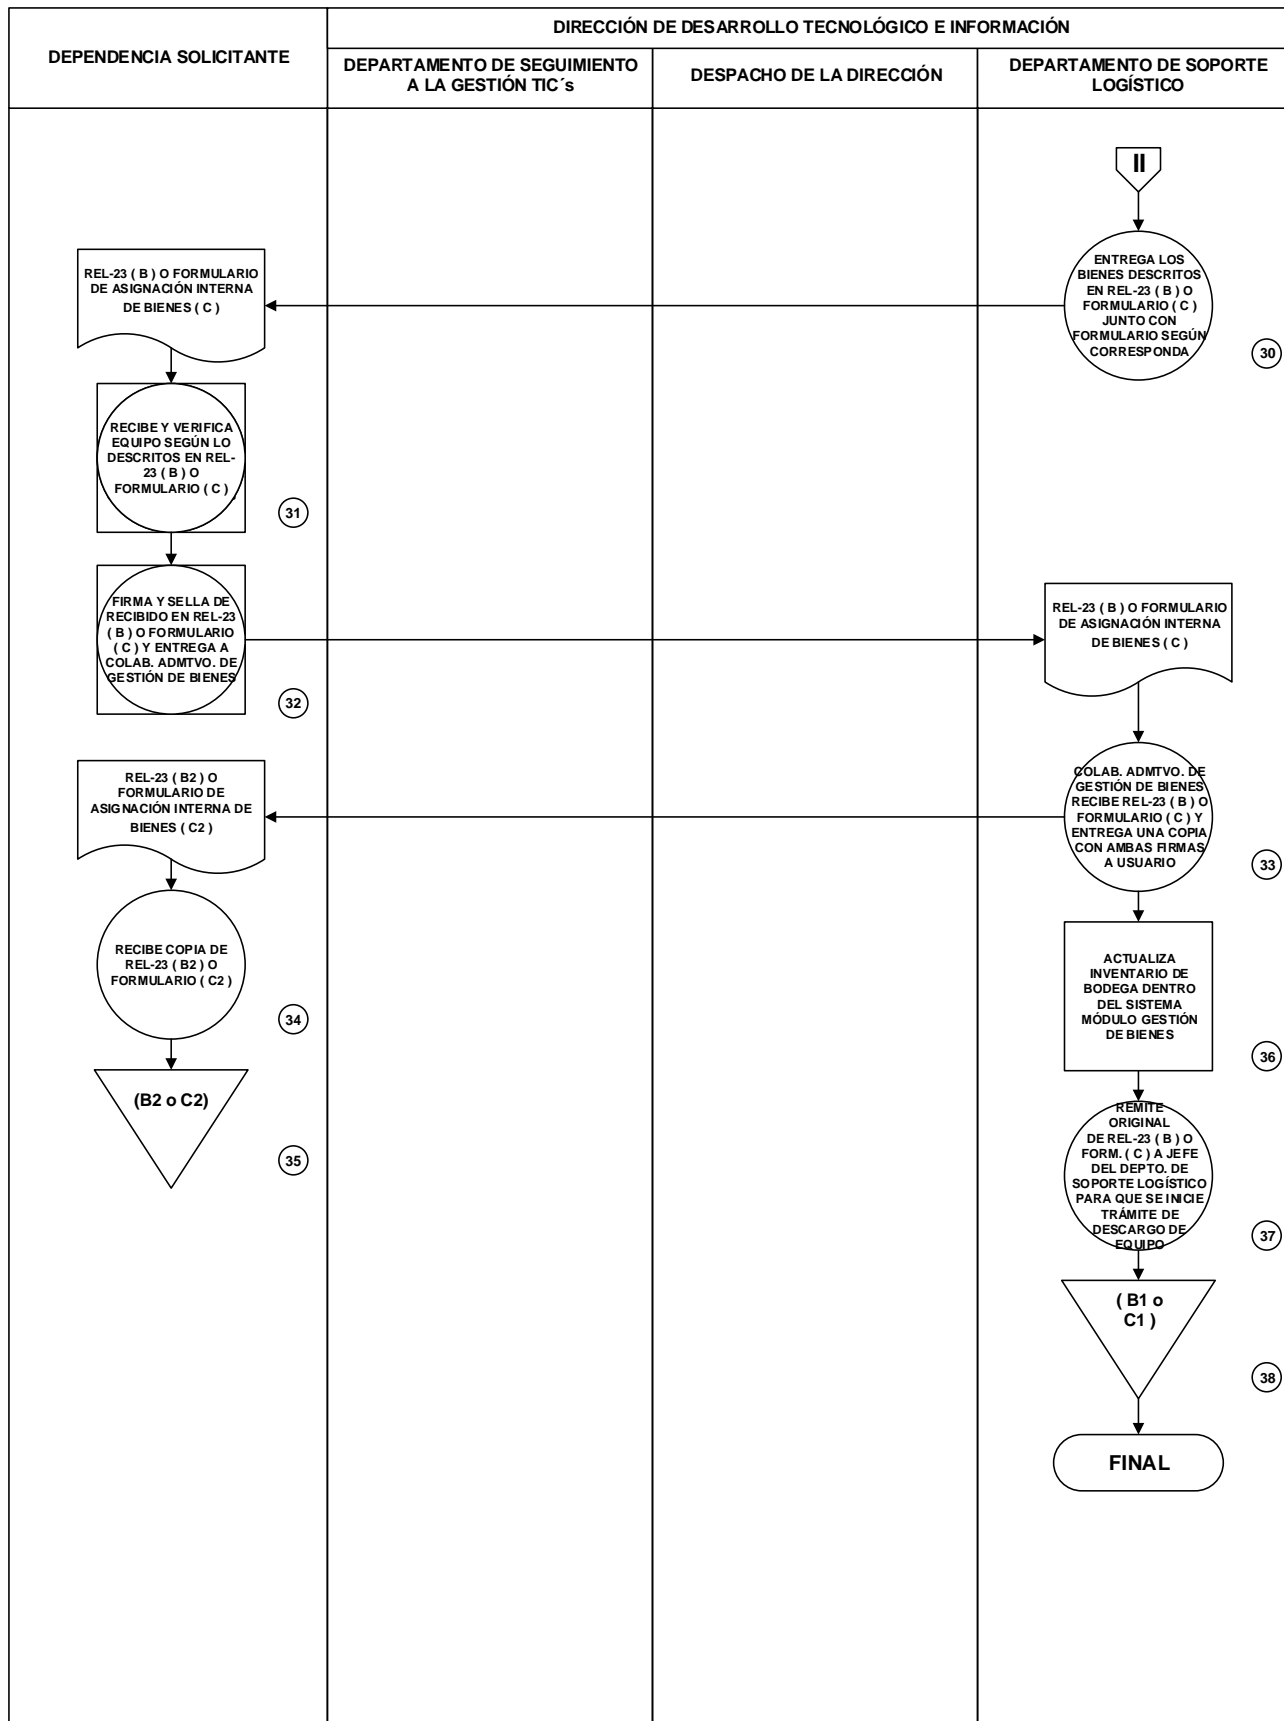 DEPENDENCIA SOLICITANTE
DIRECCIÓN DE DESARROLLO TECNOLÓGICO E INFORMACIÓN
DEPARTAMENTO DE SEGUIMIENTO
A LA GESTIÓN TIC´s
DESPACHO DE LA DIRECCIÓN
DEPARTAMENTO DE SOPORTE
LOGÍSTICO
II
ENTREGA LOS
BIENES DESCRITOS
EN REL-23 ( B ) O
FORMULARIO ( C )
JUNTO CON
FORMULARIO SEGÚN
CORRESPONDA
30
REL-23 ( B ) O FORMULARIO
DE ASIGNACIÓN INTERNA
DE BIENES ( C )
RECIBE Y VERIFICA
EQUIPO SEGÚN LO
DESCRITOS EN REL-
23 ( B ) O
FORMULARIO ( C )
31
FIRMA Y SELLA DE
RECIBIDO EN REL-23
( B ) O FORMULARIO
( C ) Y ENTREGA A
COLAB. ADMTVO. DE
GESTIÓN DE BIENES
32
REL-23 ( B ) O FORMULARIO
DE ASIGNACIÓN INTERNA
DE BIENES ( C )
COLAB. ADMTVO. DE
GESTIÓN DE BIENES
RECIBE REL-23 ( B ) O
FORMULARIO ( C ) Y
ENTREGA UNA COPIA
CON AMBAS FIRMAS
A USUARIO
33
REL-23 ( B2 ) O
FORMULARIO DE
ASIGNACIÓN INTERNA DE
BIENES ( C2 )
RECIBE COPIA DE
REL-23 ( B2 ) O
FORMULARIO ( C2 )
34
(B2 o C2)
35
ACTUALIZA
INVENTARIO DE
BODEGA DENTRO
DEL SISTEMA
MÓDULO GESTIÓN
DE BIENES
36
REMITE
ORIGINAL
DE REL-23 ( B ) O
FORM. ( C ) A JEFE
DEL DEPTO. DE
SOPORTE LOGÍSTICO
PARA QUE SE INICIE
TRÁMITE DE
DESCARGO DE
EQUIPO
37
( B1 o
C1 )
38
FINAL